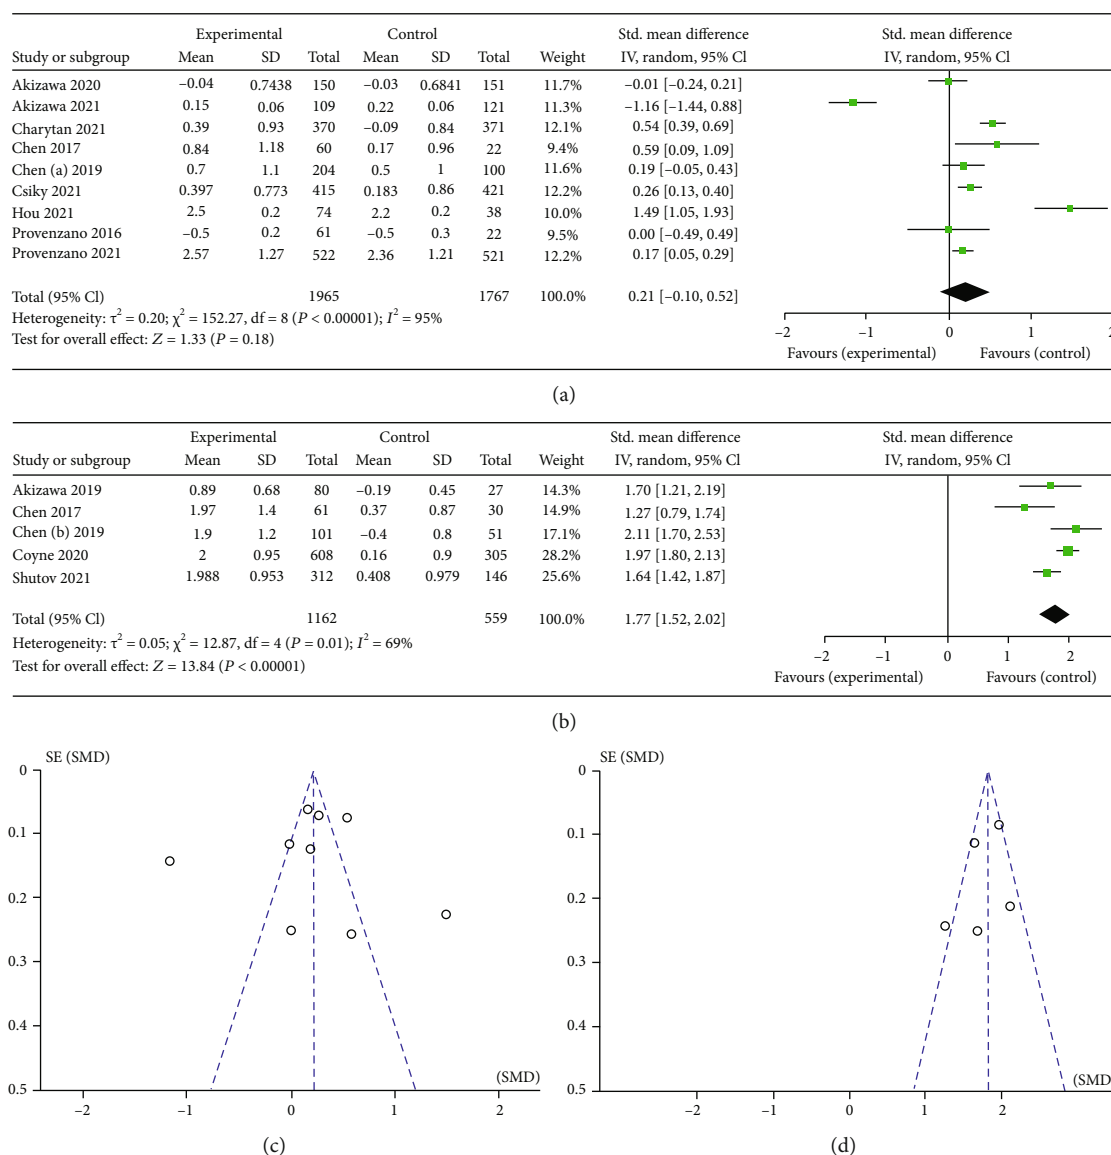 Experimental Control Std. mean difference Std. mean difference
Study or subgroup Mean SD Total Mean SD Total Weight IV, random, 95% Cl IV, random, 95% Cl
Akizawa 2020 −0.04 0.7438 150 −0.03 0.6841 151 11.7% −0.01 [−0.24, 0.21]
Akizawa 2021 0.15 0.06 109 0.22 0.06 121 11.3% −1.16 [−1.44, 0.88]
Charytan 2021 0.39 0.93 370 −0.09 0.84 371 12.1% 0.54 [0.39, 0.69]
Chen 2017 0.84 1.18 60 0.17 0.96 22 9.4% 0.59 [0.09, 1.09]
Chen (a) 2019 0.7 1.1 204 0.5 1 100 11.6% 0.19 [-0.05, 0.43]
Csiky 2021 0.397 0.773 415 0.183 0.86 421 12.2% 0.26 [0.13, 0.40]
Hou 2021 2.5 0.2 74 2.2 0.2 38 10.0% 1.49 [1.05, 1.93]
Provenzano 2016 −0.5 0.2 61 −0.5 0.3 22 9.5% 0.00 [−0.49, 0.49]
Provenzano 2021 2.57 1.27 522 2.36 1.21 521 12.2% 0.17 [0.05, 0.29]
Total (95% Cl) 1965 1767 100.0% 0.21 [−0.10, 0.52]
Heterogeneity: τ² = 0.20; χ² = 152.27, df = 8 (P < 0.00001); I² = 95%
Test for overall effect: Z = 1.33 (P = 0.18)
−2 −1 0 1 2
Favours (experimental) Favours (control)
(a)
Experimental Control Std. mean difference Std. mean difference
Study or subgroup Mean SD Total Mean SD Total Weight IV, random, 95% Cl IV, random, 95% Cl
Akizawa 2019 0.89 0.68 80 −0.19 0.45 27 14.3% 1.70 [1.21, 2.19]
Chen 2017 1.97 1.4 61 0.37 0.87 30 14.9% 1.27 [0.79, 1.74]
Chen (b) 2019 1.9 1.2 101 −0.4 0.8 51 17.1% 2.11 [1.70, 2.53]
Coyne 2020 2 0.95 608 0.16 0.9 305 28.2% 1.97 [1.80, 2.13]
Shutov 2021 1.988 0.953 312 0.408 0.979 146 25.6% 1.64 [1.42, 1.87]
Total (95% Cl) 1162 559 100.0% 1.77 [1.52, 2.02]
Heterogeneity: τ² = 0.05; χ² = 12.87, df = 4 (P = 0.01); I² = 69%
Test for overall effect: Z = 13.84 (P < 0.00001)
−2 −1 0 1 2
Favours (experimental) Favours (control)
(b)
SE (SMD)
0
0.1
0.2
0.3
0.4
0.5
(SMD)
−2 −1 0 1 2
(c)
SE (SMD)
0
0.1
0.2
0.3
0.4
0.5
(SMD
−2 −1 0 1 2
(d)